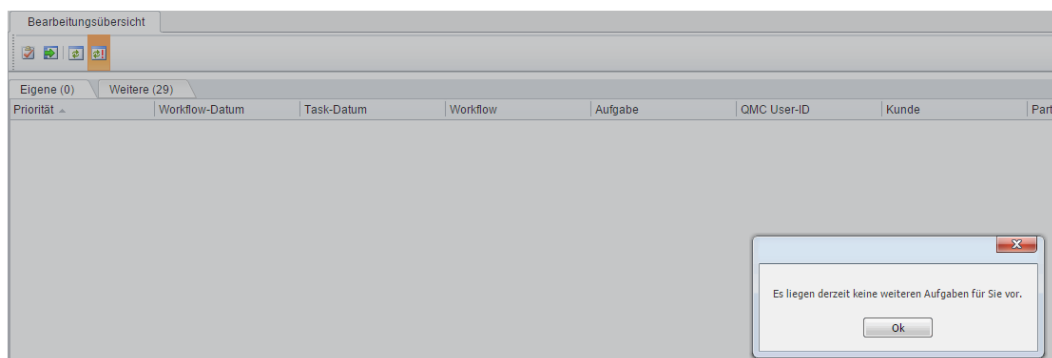 Bearbeitungsübersicht
Eigene (0) Weitere (29)
Priorität Workflow-Datum Task-Datum Workflow Aufgabe QMC User-ID Kunde Part
Es liegen derzeit keine weiteren Aufgaben für Sie vor.
Ok